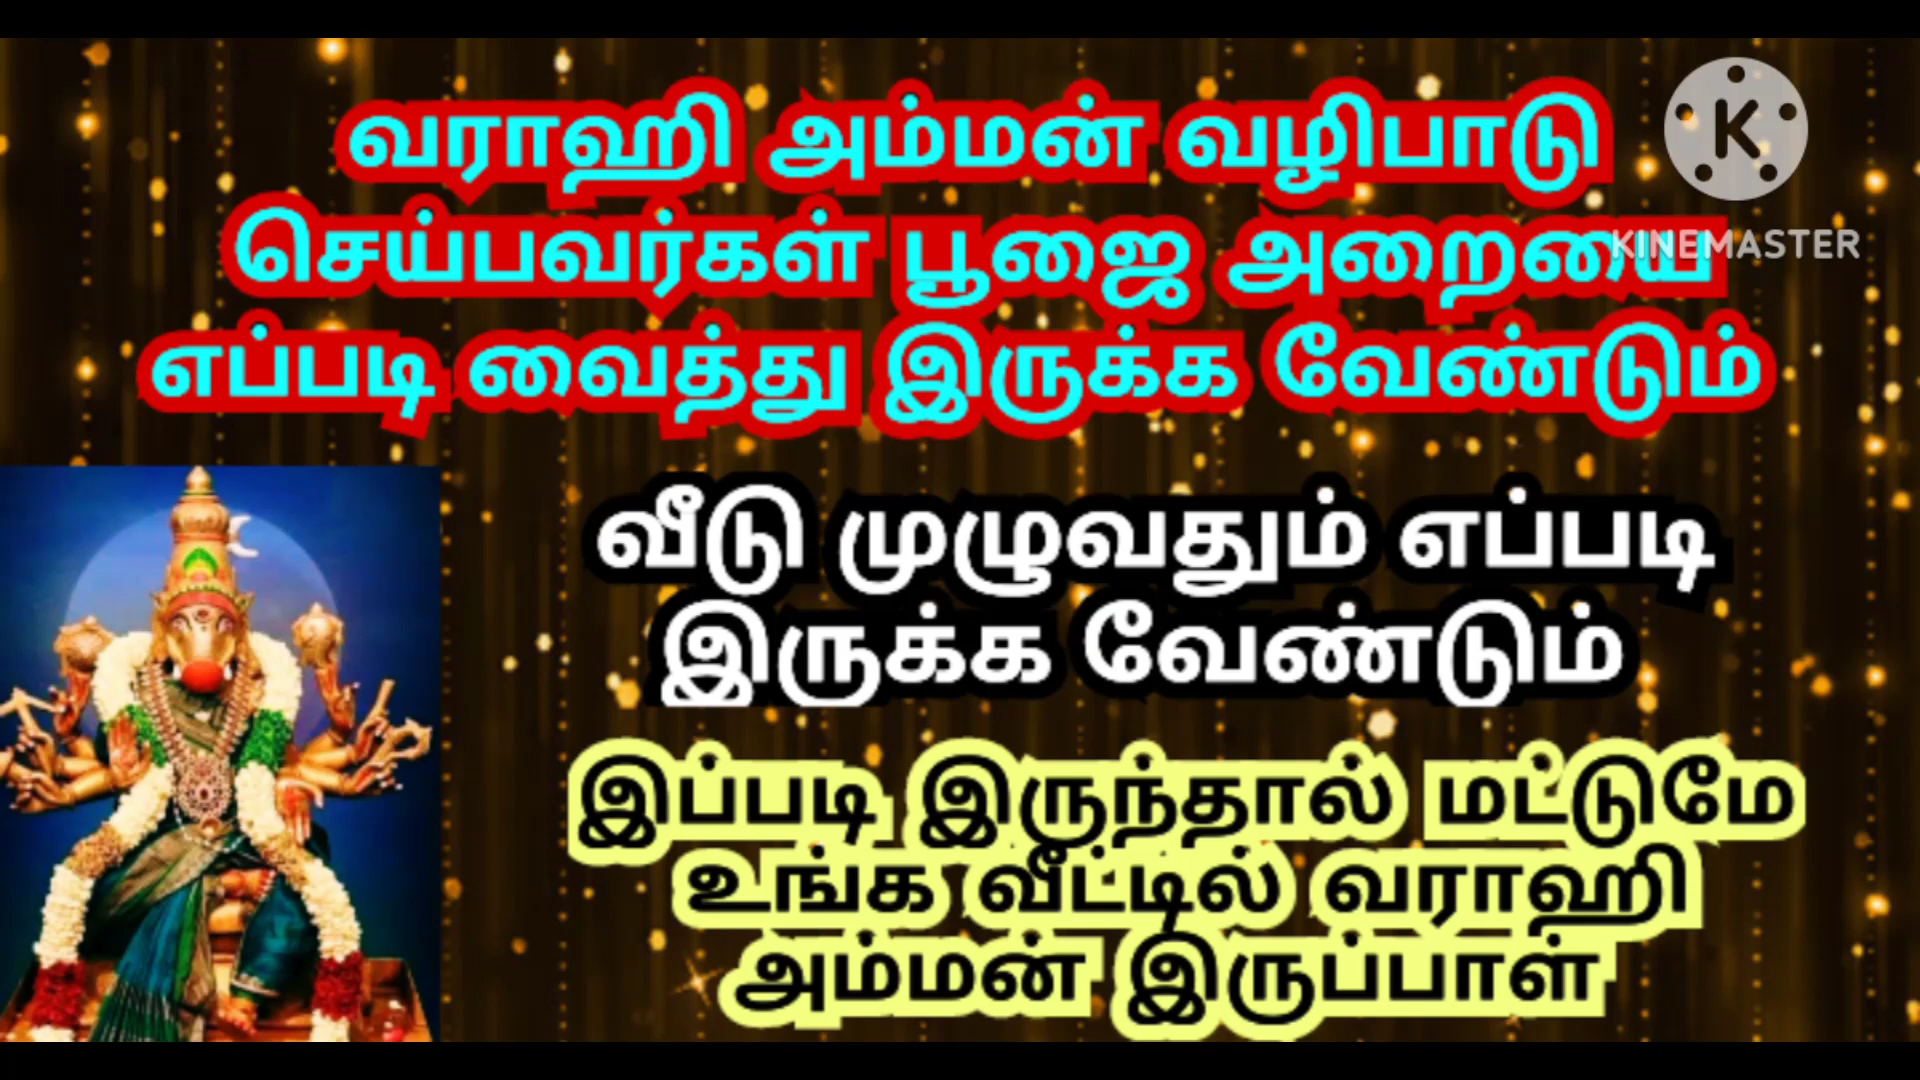 வராஹி அம்மன் வழிபாடு
செய்பவர்கள் பூஜை அறையை
எப்படி வைத்து இருக்க வேண்டும்
வீடு முழுவதும் எப்படி
இருக்க வேண்டும்
இப்படி இருந்தால் மட்டுமே
உங்க வீட்டில் வராஹி
அம்மன் இருப்பாள்
K
KINEMASTER